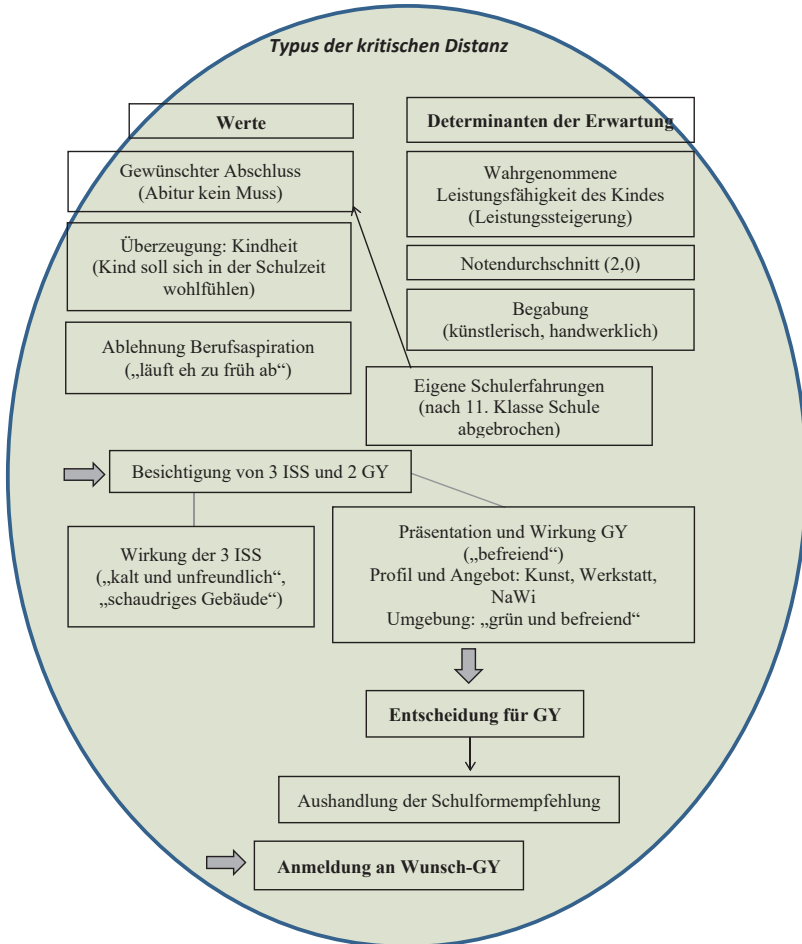 Typus der kritischen Distanz
Werte
Gewünschter Abschluss
(Abitur kein Muss)
Überzeugung: Kindheit
(Kind soll sich in der Schulzeit
wohlfühlen)
Ablehnung Berufsaspiration
(„läuft eh zu früh ab“)
Determinanten der Erwartung
Wahrgenommene
Leistungsfähigkeit des Kindes
(Leistungssteigerung)
Notendurchschnitt (2,0)
Begabung
(künstlerisch, handwerklich)
Eigene Schulerfahrungen
(nach 11. Klasse Schule
abgebrochen)
Besichtigung von 3 ISS und 2 GY
Wirkung der 3 ISS
(„kalt und unfreundlich“,
„schaudriges Gebäude“)
Präsentation und Wirkung GY
(„befreiend“)
Profil und Angebot: Kunst, Werkstatt,
NaWi
Umgebung: „grün und befreiend“
Entscheidung für GY
Aushandlung der Schulformempfehlung
Anmeldung an Wunsch-GY